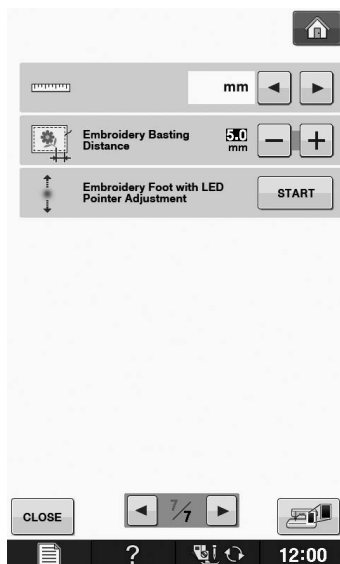 mm
Embroidery Basting
Distance
5.0
mm
Embroidery Foot with LED
Pointer Adjustment
START
CLOSE
7/7
?
12:00